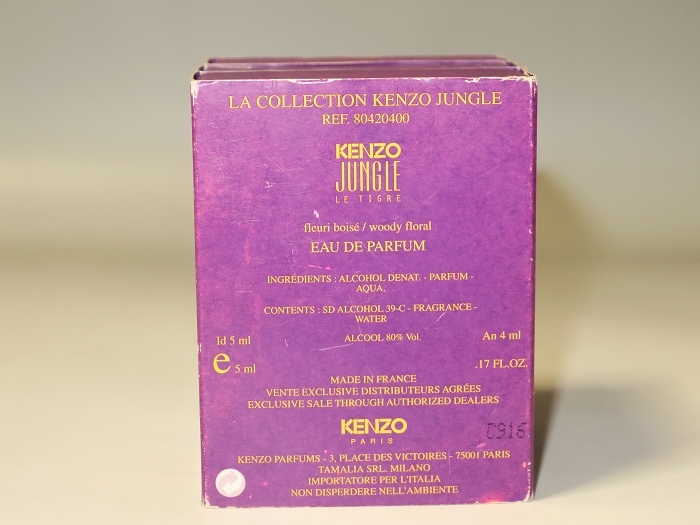 LA COLLECTION KENZO JUNGLE
REF. 80420400
KENZO
JUNGLE
LE TIGRE
fleuri boisé / woody floral
EAU DE PARFUM
INGRÉDIENTS : ALCOHOL DENAT. - PARFUM -
AQUA.
CONTENTS : SD ALCOHOL 39-C - FRAGRANCE -
WATER
1d 5 ml
ALCOOL 80% Vol.
An 4 ml
e 5 ml
.17 FL.OZ.
MADE IN FRANCE
VENTE EXCLUSIVE DISTRIBUTEURS AGRÉES
EXCLUSIVE SALE THROUGH AUTHORIZED DEALERS
KENZO
PARIS
C916
KENZO PARFUMS - 3, PLACE DES VICTOIRES - 75001 PARIS
TAMALIA SRL. MILANO
IMPORTATORE PER L'ITALIA
NON DISPERDERE NELL'AMBIENTE